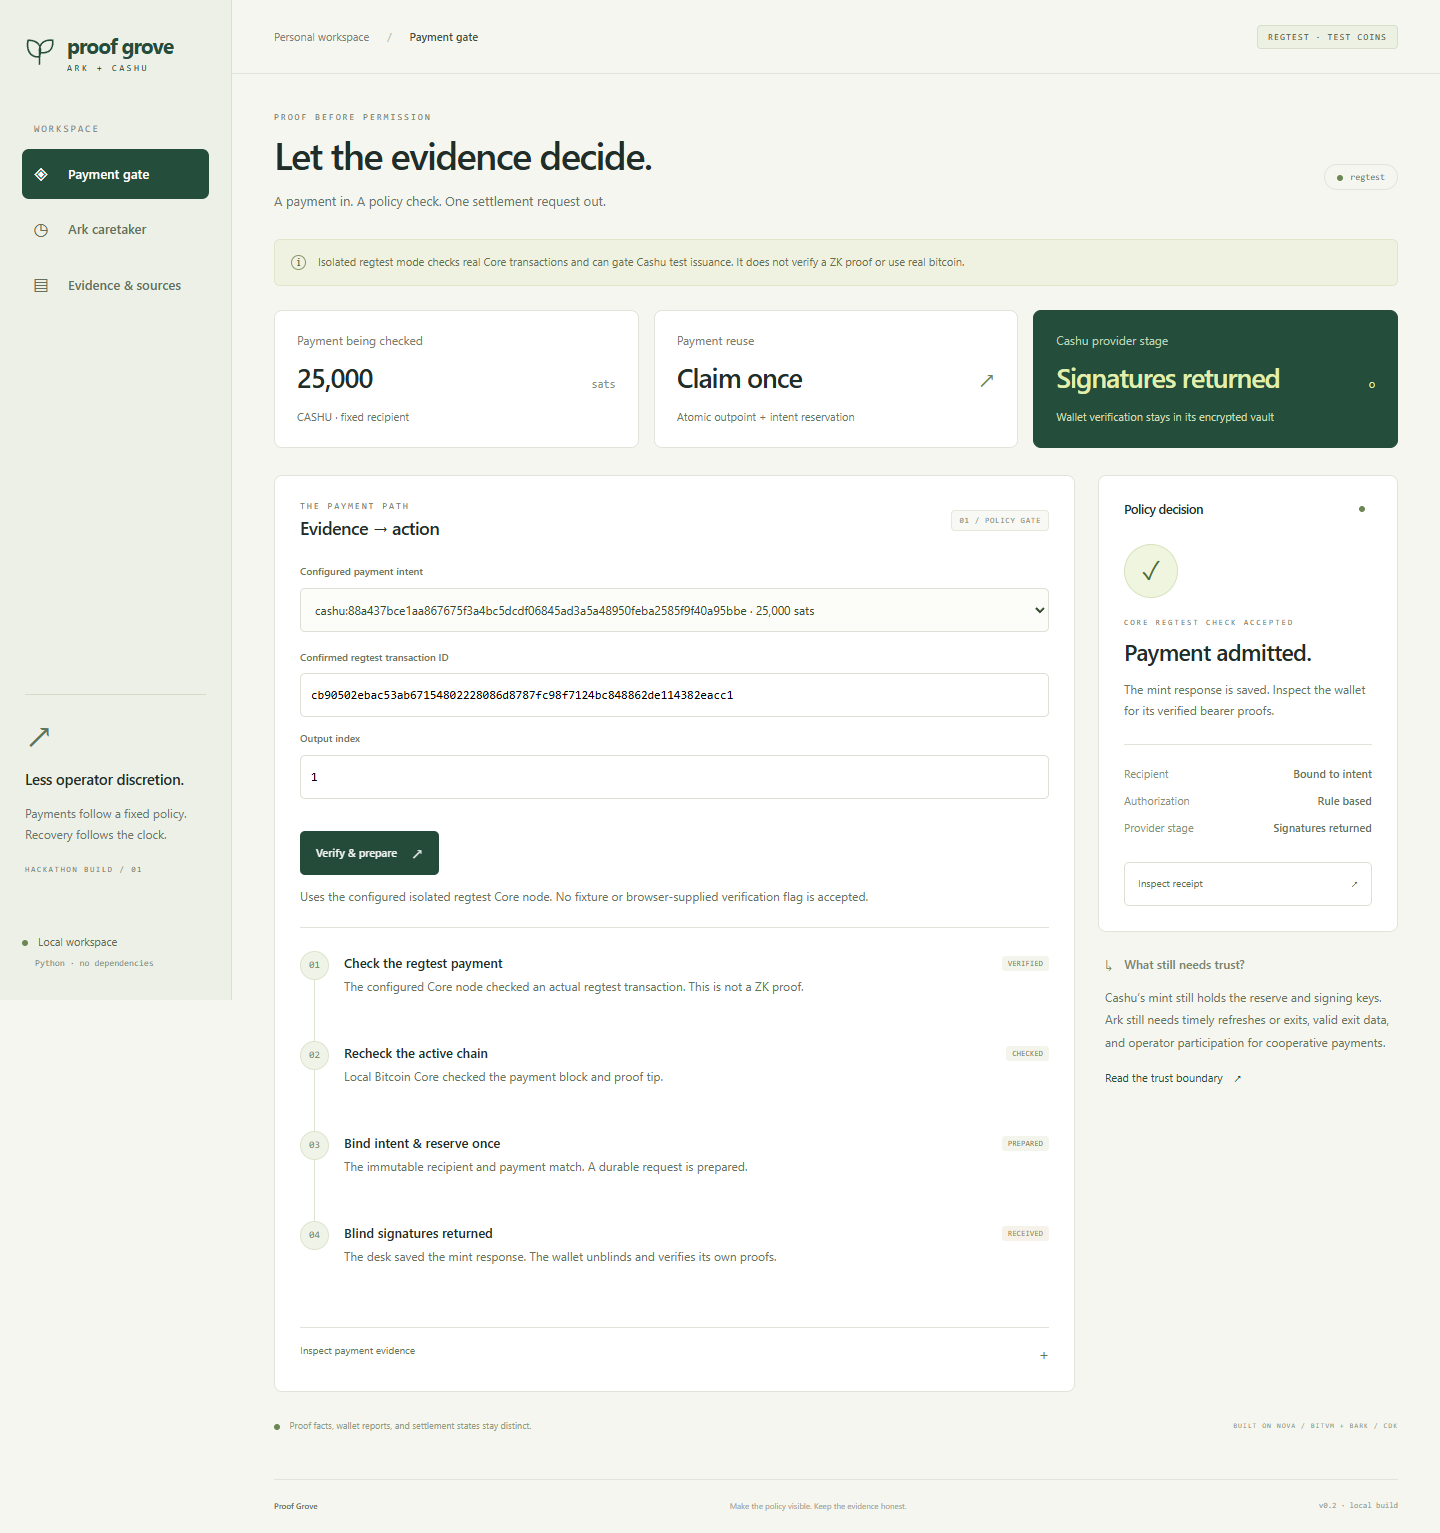 proof grove
ARK + CASHU
WORKSPACE
Payment gate
Ark caretaker
Evidence & sources
Less operator discretion.
Payments follow a fixed policy.
Recovery follows the clock.
HACKATHON BUILD / 01
Local workspace
Python · no dependencies
Personal workspace / Payment gate
REGTEST · TEST COINS
PROOF BEFORE PERMISSION
Let the evidence decide.
A payment in. A policy check. One settlement request out.
regtest
Isolated regtest mode checks real Core transactions and can gate Cashu test issuance. It does not verify a ZK proof or use real bitcoin.
Payment being checked
25,000 sats
CASHU · fixed recipient
Payment reuse
Claim once ↗
Atomic outpoint + intent reservation
Cashu provider stage
Signatures returned
Wallet verification stays in its encrypted vault
THE PAYMENT PATH
Evidence → action
01 / POLICY GATE
Configured payment intent
cashu:88a437bce1aa867675f3a4bc5dcdf06845ad3a5a48950feba2585f9f40a95bbe · 25,000 sats
Confirmed regtest transaction ID
cb90502ebac53ab67154802228086d8787fc98f7124bc848862de114382eacc1
Output index
1
Verify & prepare ↗
Uses the configured isolated regtest Core node. No fixture or browser-supplied verification flag is accepted.
01 Check the regtest payment VERIFIED
The configured Core node checked an actual regtest transaction. This is not a ZK proof.
02 Recheck the active chain CHECKED
Local Bitcoin Core checked the payment block and proof tip.
03 Bind intent & reserve once PREPARED
The immutable recipient and payment match. A durable request is prepared.
04 Blind signatures returned RECEIVED
The desk saved the mint response. The wallet unblinds and verifies its own proofs.
Inspect payment evidence +
Policy decision
✓
CORE REGTEST CHECK ACCEPTED
Payment admitted.
The mint response is saved. Inspect the wallet
for its verified bearer proofs.
Recipient Bound to intent
Authorization Rule based
Provider stage Signatures returned
Inspect receipt ↗
↳ What still needs trust?
Cashu's mint still holds the reserve and signing keys.
Ark still needs timely refreshes or exits, valid exit data,
and operator participation for cooperative payments.
Read the trust boundary ↗
Proof facts, wallet reports, and settlement states stay distinct.
BUILT ON NOVA / BITVM + BARK / CDK
Proof Grove
Make the policy visible. Keep the evidence honest.
v0.2 · local build